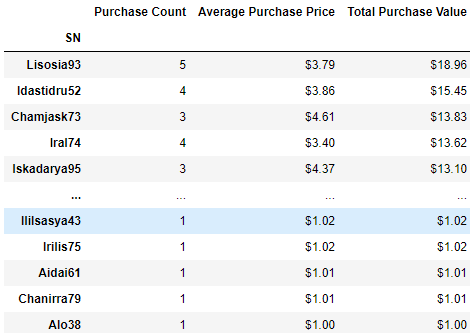 Purchase Count Average Purchase Price Total Purchase Value
SN
Lisosia93 5 $3.79 $18.96
Idastidru52 4 $3.86 $15.45
Chamjask73 3 $4.61 $13.83
Iral74 4 $3.40 $13.62
Iskadarya95 3 $4.37 $13.10
... ... ... ...
Ililsasya43 1 $1.02 $1.02
Irilis75 1 $1.02 $1.02
Aidai61 1 $1.01 $1.01
Chanirra79 1 $1.01 $1.01
Alo38 1 $1.00 $1.00